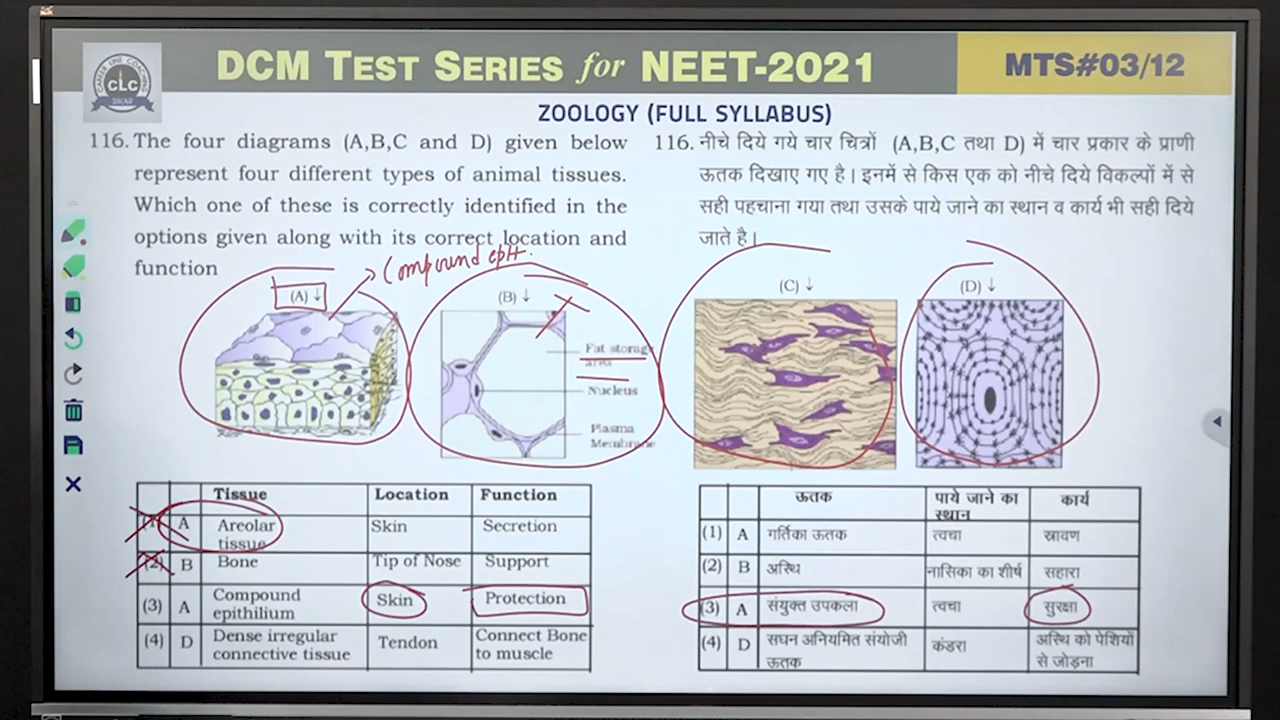 CAREER LINE COACHING
CLC
SIKAR
DCM TEST SERIES for NEET-2021
MTS#03/12
ZOOLOGY (FULL SYLLABUS)
116. The four diagrams (A,B,C and D) given below
represent four different types of animal tissues.
Which one of these is correctly identified in the
options given along with its correct location and
function
Compound epit.
116. नीचे दिये गये चार चित्रों (A,B,C तथा D) में चार प्रकार के प्राणी
ऊतक दिखाए गए है। इनमें से किस एक को नीचे दिये विकल्पों में से
सही पहचाना गया तथा उसके पाये जाने का स्थान व कार्य भी सही दिये
जाते है।
(A) ↓
(B) ↓
(C) ↓
(D) ↓
Fat storage
area
Nucleus
Plasma
Membrane
Tissue Location Function
(1) A Areolar tissue Skin Secretion
(2) B Bone Tip of Nose Support
(3) A Compound epithilium Skin Protection
(4) D Dense irregular connective tissue Tendon Connect Bone to muscle
ऊतक पाये जाने का स्थान कार्य
(1) A गर्तिका ऊतक त्वचा स्रावण
(2) B अस्थि नासिका का शीर्ष सहारा
(3) A संयुक्त उपकला त्वचा सुरक्षा
(4) D सघन अनियमित संयोजी ऊतक कंडरा अस्थि को पेशियों से जोड़ना